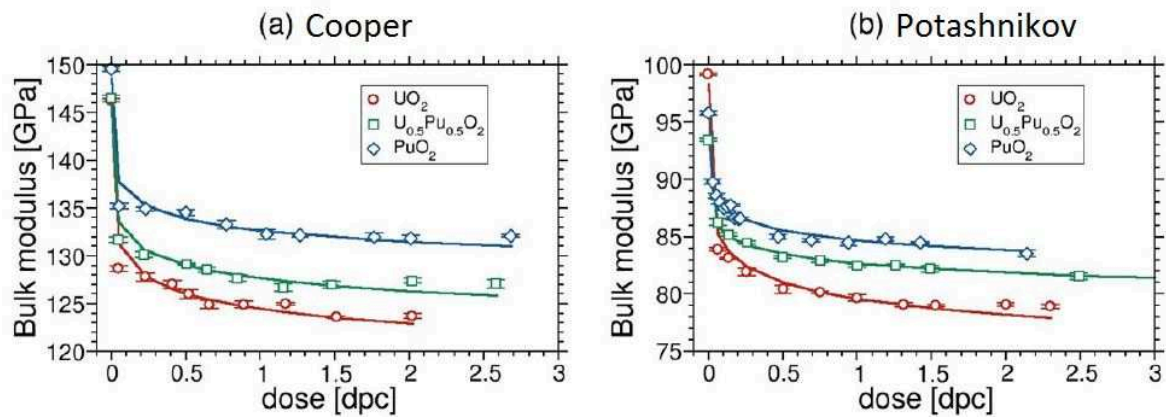 (a) Cooper
Bulk modulus [GPa]
150
145
140
135
130
125
120
UO₂
U₀.₅Pu₀.₅O₂
PuO₂
0 0.5 1 1.5 2 2.5 3
dose [dpc]
(b) Potashnikov
Bulk modulus [GPa]
100
95
90
85
80
75
UO₂
U₀.₅Pu₀.₅O₂
PuO₂
0 0.5 1 1.5 2 2.5 3
dose [dpc]